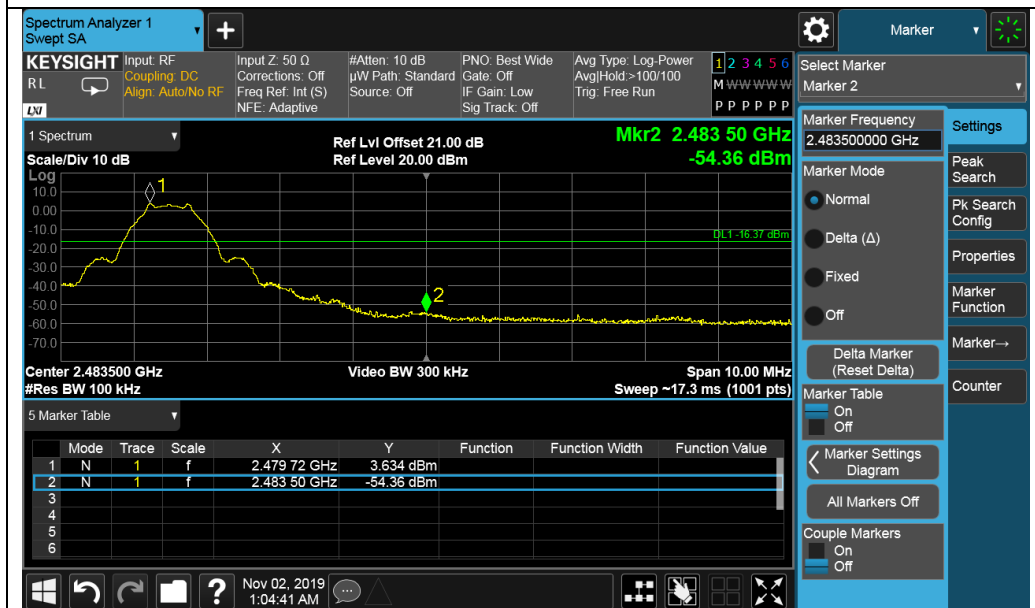 Spectrum Analyzer 1
Swept SA
+
Marker
KEYSIGHT
RL
LXI
Input: RF
Coupling: DC
Align: Auto/No RF
Input Z: 50 Ω
Corrections: Off
Freq Ref: Int (S)
NFE: Adaptive
#Atten: 10 dB
µW Path: Standard
Source: Off
PNO: Best Wide
Gate: Off
IF Gain: Low
Sig Track: Off
Avg Type: Log-Power
Avg|Hold:>100/100
Trig: Free Run
1 2 3 4 5 6
M W W W W W
P P P P P P
Select Marker
Marker 2
1 Spectrum
Scale/Div 10 dB
Ref Lvl Offset 21.00 dB
Ref Level 20.00 dBm
Mkr2 2.483 50 GHz
-54.36 dBm
Log
10.0
0.00
-10.0
-20.0
-30.0
-40.0
-50.0
-60.0
-70.0
1
2
DL1 -16.37 dBm
Center 2.483500 GHz
#Res BW 100 kHz
Video BW 300 kHz
Span 10.00 MHz
Sweep ~17.3 ms (1001 pts)
5 Marker Table
Mode Trace Scale X Y Function Function Width Function Value
1 N 1 f 2.479 72 GHz 3.634 dBm
2 N 1 f 2.483 50 GHz -54.36 dBm
3
4
5
6
Marker Frequency
2.483500000 GHz
Marker Mode
Normal
Delta (Δ)
Fixed
Off
Delta Marker
(Reset Delta)
Marker Table
On
Off
Marker Settings
Diagram
All Markers Off
Couple Markers
On
Off
Settings
Peak
Search
Pk Search
Config
Properties
Marker
Function
Marker→
Counter
?
Nov 02, 2019
1:04:41 AM